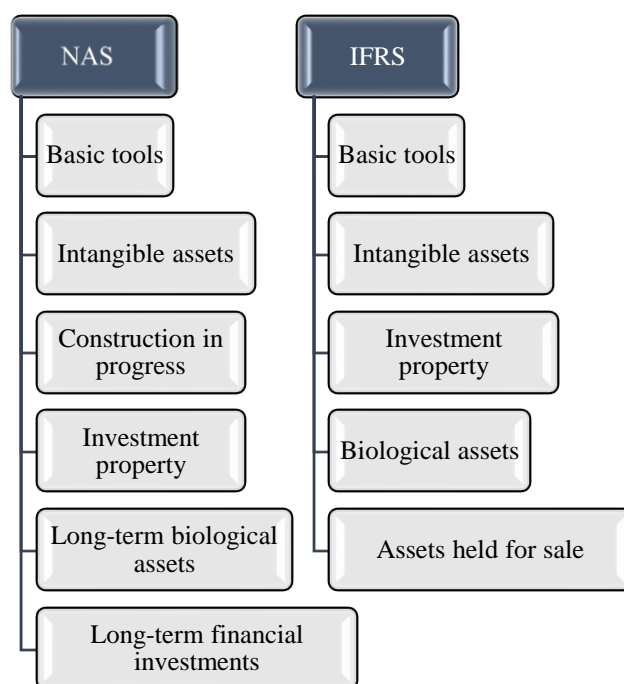 NAS
Basic tools
Intangible assets
Construction in
progress
Investment
property
Long-term biological
assets
Long-term financial
investments
IFRS
Basic tools
Intangible assets
Investment
property
Biological assets
Assets held for sale